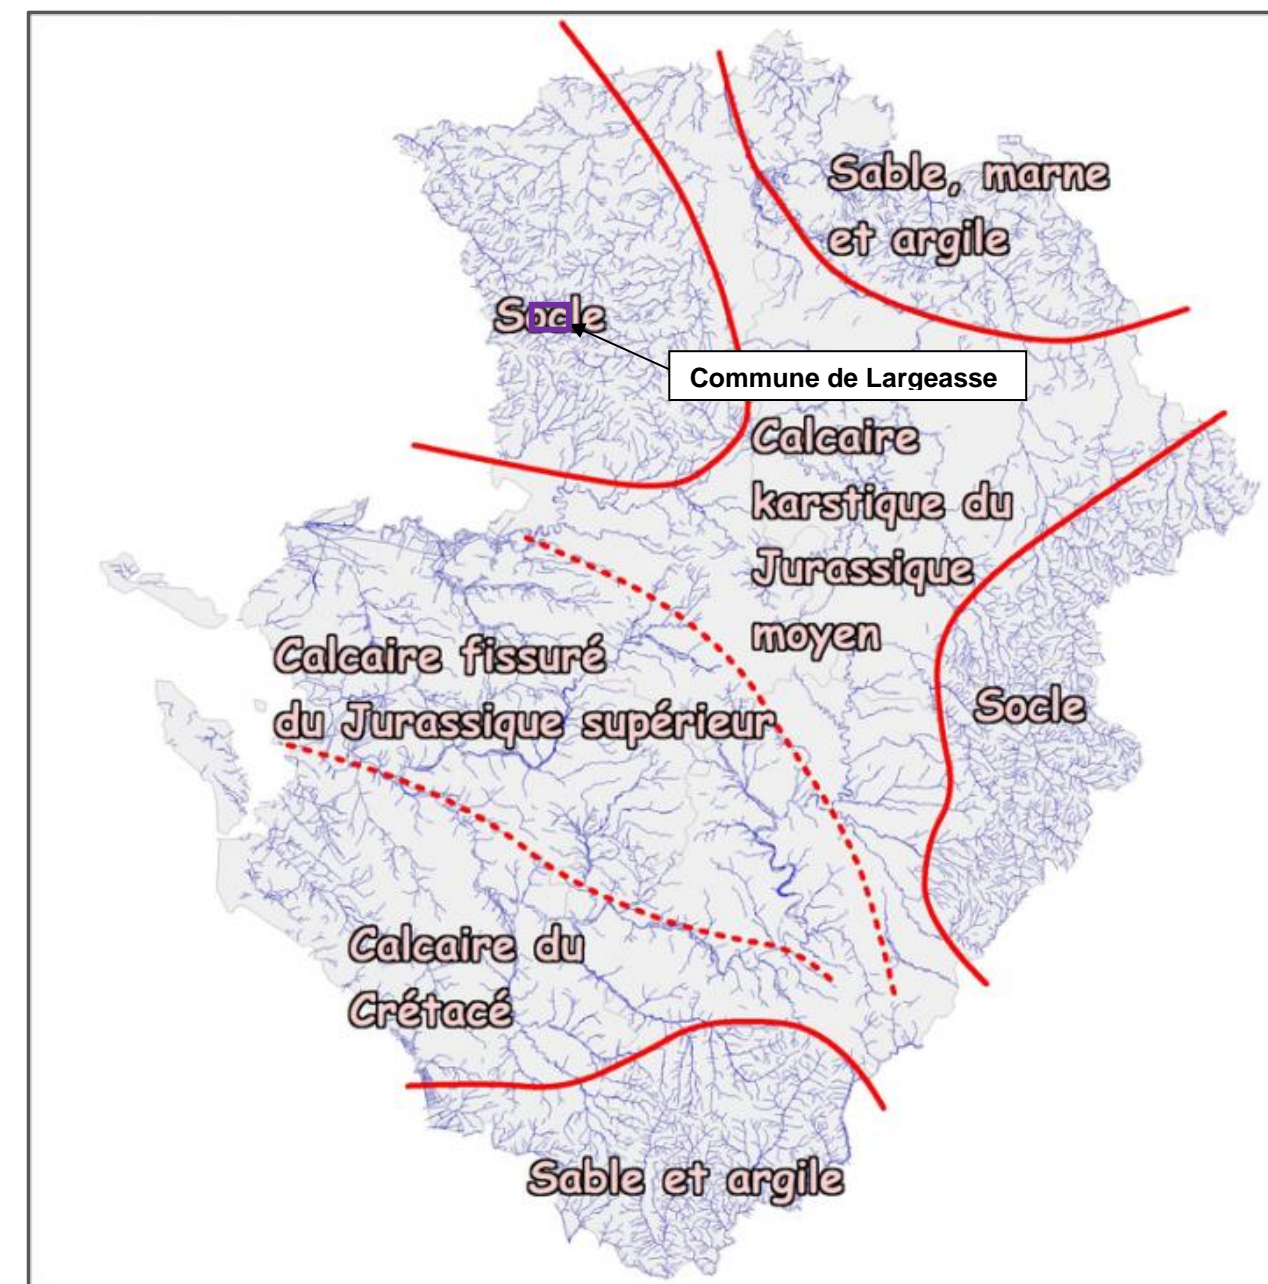 Sable, marne
et argile
Socle
Commune de Largeasse
Calcaire
karstique du
Jurassique
moyen
Calcaire fissuré
du Jurassique supérieur
Socle
Calcaire du
Crétacé
Sable et argile